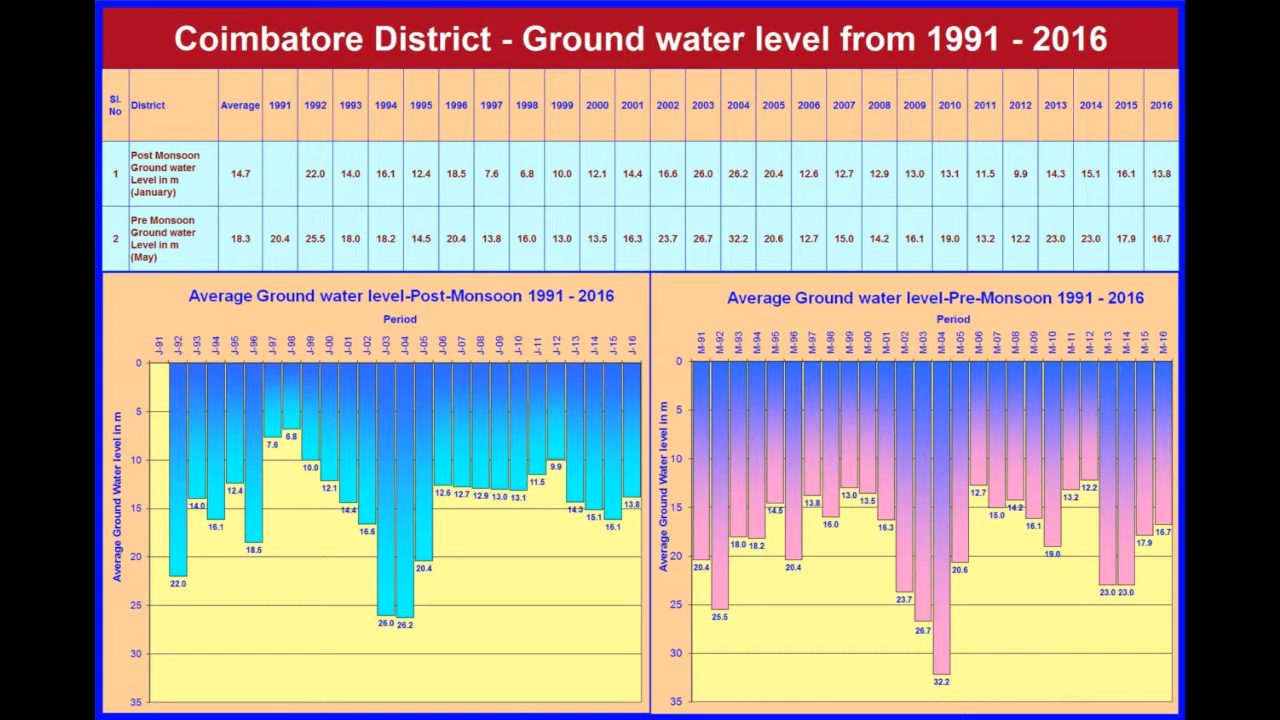 Coimbatore District - Ground water level from 1991 - 2016
Sl. No District Average 1991 1992 1993 1994 1995 1996 1997 1998 1999 2000 2001 2002 2003 2004 2005 2006 2007 2008 2009 2010 2011 2012 2013 2014 2015 2016
1 Post Monsoon Ground water Level in m (January) 14.7 22.0 14.0 16.1 12.4 18.5 7.6 6.8 10.0 12.1 14.4 16.6 26.0 26.2 20.4 12.6 12.7 12.9 13.0 13.1 11.5 9.9 14.3 15.1 16.1 13.8
2 Pre Monsoon Ground water Level in m (May) 18.3 20.4 25.5 18.0 18.2 14.5 20.4 13.8 16.0 13.0 13.5 16.3 23.7 26.7 32.2 20.6 12.7 15.0 14.2 16.1 19.0 13.2 12.2 23.0 23.0 17.9 16.7
Average Ground water level-Post-Monsoon 1991 - 2016
Period
J-91 J-92 J-93 J-94 J-95 J-96 J-97 J-98 J-99 J-00 J-01 J-02 J-03 J-04 J-05 J-06 J-07 J-08 J-09 J-10 J-11 J-12 J-13 J-14 J-15 J-16
Average Ground Water level in m
0
5
10
15
20
25
30
35
22.0 14.0 16.1 12.4 18.5 7.6 6.8 10.0 12.1 14.4 16.6 26.0 26.2 20.4 12.6 12.7 12.9 13.0 13.1 11.5 9.9 14.3 15.1 16.1 13.8
Average Ground water level-Pre-Monsoon 1991 - 2016
Period
M-91 M-92 M-93 M-94 M-95 M-96 M-97 M-98 M-99 M-00 M-01 M-02 M-03 M-04 M-05 M-06 M-07 M-08 M-09 M-10 M-11 M-12 M-13 M-14 M-15 M-16
Average Ground Water level in m
0
5
10
15
20
25
30
35
20.4 25.5 18.0 18.2 14.5 20.4 13.8 16.0 13.0 13.5 16.3 23.7 26.7 32.2 20.6 12.7 15.0 14.2 16.1 19.0 13.2 12.2 23.0 23.0 17.9 16.7